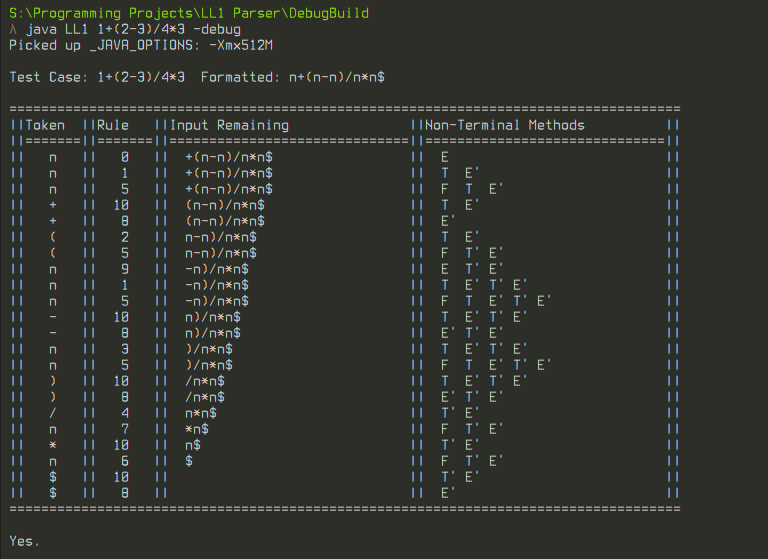 S:\Programming Projects\LL1 Parser\DebugBuild
λ java LL1 1+(2-3)/4*3 -debug
Picked up _JAVA_OPTIONS: -Xmx512M
Test Case: 1+(2-3)/4*3  Formatted: n+(n-n)/n*n$
====================================================================================
||Token  ||Rule   ||Input Remaining               ||Non-Terminal Methods          ||
||=======||=======||==============================||==============================||
||   n   ||   0   ||  +(n-n)/n*n$                 ||  E                           ||
||   n   ||   1   ||  +(n-n)/n*n$                 ||  T  E'                       ||
||   n   ||   5   ||  +(n-n)/n*n$                 ||  F  T  E'                    ||
||   +   ||  10   ||  (n-n)/n*n$                  ||  T  E'                       ||
||   +   ||   8   ||  (n-n)/n*n$                  ||  E'                          ||
||   (   ||   2   ||  n-n)/n*n$                   ||  T  E'                       ||
||   (   ||   5   ||  n-n)/n*n$                   ||  F  T' E'                    ||
||   n   ||   9   ||  -n)/n*n$                    ||  E  T' E'                    ||
||   n   ||   1   ||  -n)/n*n$                    ||  T  E' T' E'                 ||
||   n   ||   5   ||  -n)/n*n$                    ||  F  T  E' T' E'              ||
||   -   ||  10   ||  n)/n*n$                     ||  T  E' T' E'                 ||
||   -   ||   8   ||  n)/n*n$                     ||  E' T' E'                    ||
||   n   ||   3   ||  )/n*n$                      ||  T  E' T' E'                 ||
||   n   ||   5   ||  )/n*n$                      ||  F  T  E' T' E'              ||
||   )   ||  10   ||  /n*n$                       ||  T  E' T' E'                 ||
||   )   ||   8   ||  /n*n$                       ||  E' T' E'                    ||
||   /   ||   4   ||  n*n$                        ||  T' E'                       ||
||   n   ||   7   ||  *n$                         ||  F  T' E'                    ||
||   *   ||  10   ||  n$                          ||  T' E'                       ||
||   n   ||   6   ||  $                           ||  F  T' E'                    ||
||   $   ||  10   ||                              ||  T' E'                       ||
||   $   ||   8   ||                              ||  E'                          ||
====================================================================================
Yes.